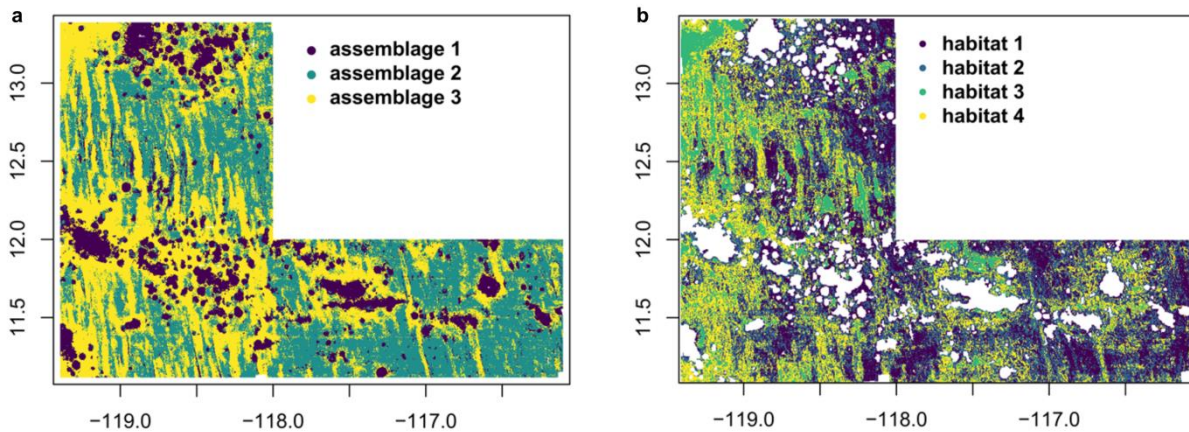 a
assemblage 1
assemblage 2
assemblage 3
13.0
12.5
12.0
11.5
−119.0
−118.0
−117.0
b
habitat 1
habitat 2
habitat 3
habitat 4
13.0
12.5
12.0
11.5
−119.0
−118.0
−117.0